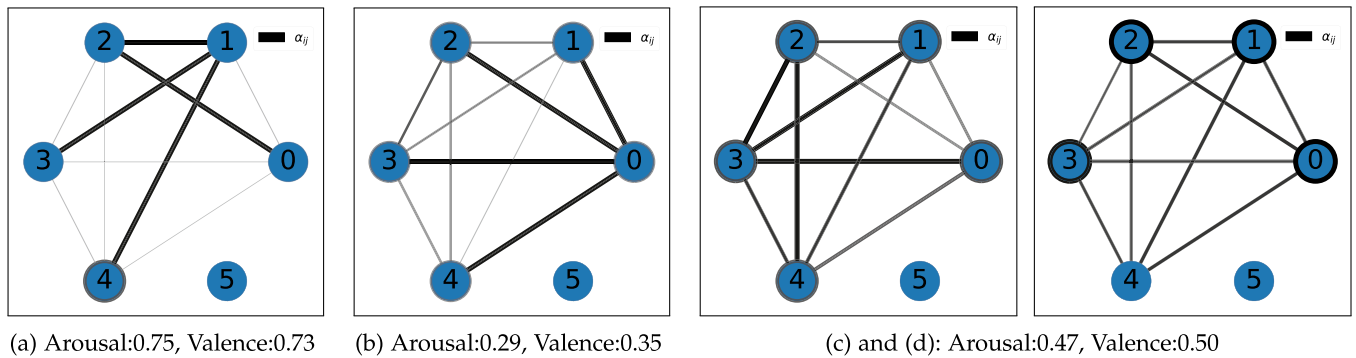 2 1 α_ij
3 0
4 5
2 1 α_ij
3 0
4 5
2 1 α_ij
3 0
4 5
2 1 α_ij
3 0
4 5
(a) Arousal:0.75, Valence:0.73
(b) Arousal:0.29, Valence:0.35
(c) and (d): Arousal:0.47, Valence:0.50